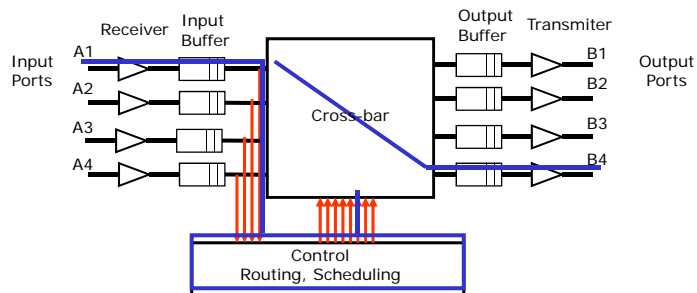 Input
Ports
Receiver
Input
Buffer
A1
A2
A3
A4
Cross-bar
Output
Buffer
Transmiter
B1
B2
B3
B4
Output
Ports
Control
Routing, Scheduling